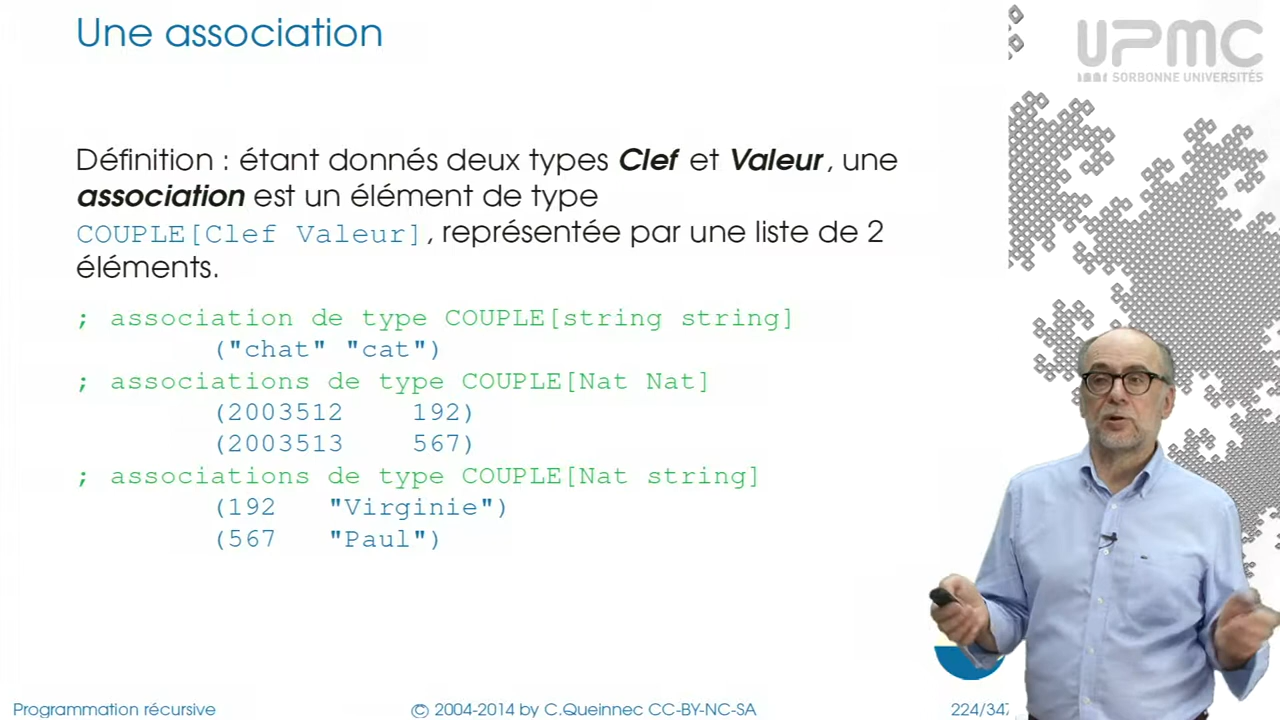 Une association
UPMC
SORBONNE UNIVERSITÉS
Définition : étant donnés deux types Clef et Valeur, une
association est un élément de type
COUPLE[Clef Valeur], représentée par une liste de 2
éléments.
; association de type COUPLE[string string]
("chat" "cat")
; associations de type COUPLE[Nat Nat]
(2003512 192)
(2003513 567)
; associations de type COUPLE[Nat string]
(192 "Virginie")
(567 "Paul")
Programmation récursive
© 2004-2014 by C.Queinnec CC-BY-NC-SA
224/347